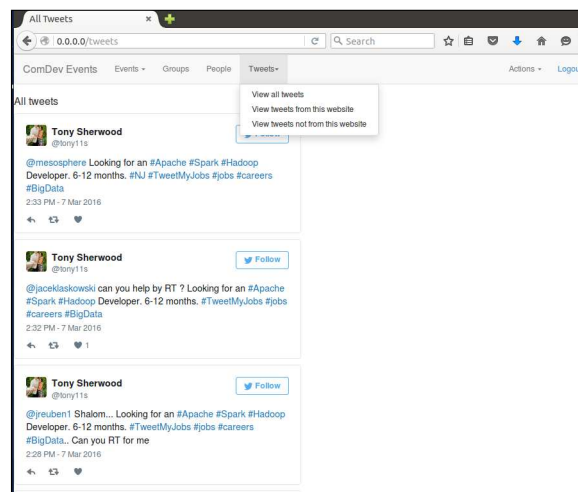 All Tweets
0.0.0.0/tweets
Search
ComDev Events Events Groups People Tweets Actions Logou
View all tweets
View tweets from this website
View tweets not from this website
All tweets
Tony Sherwood
@tony11s
Follow
@mesosphere Looking for an #Apache #Spark #Hadoop
Developer. 6-12 months. #NJ #TweetMyJobs #jobs #careers
#BigData
2:33 PM - 7 Mar 2016
Tony Sherwood
@tony11s
Follow
@jaceklaskowski can you help by RT ? Looking for an #Apache
#Spark #Hadoop Developer. 6-12 months. #TweetMyJobs #jobs
#careers #BigData
2:32 PM - 7 Mar 2016
1
Tony Sherwood
@tony11s
Follow
@jreuben1 Shalom... Looking for an #Apache #Spark #Hadoop
Developer. 6-12 months. #TweetMyJobs #jobs #careers
#BigData.. Can you RT for me
2:28 PM - 7 Mar 2016